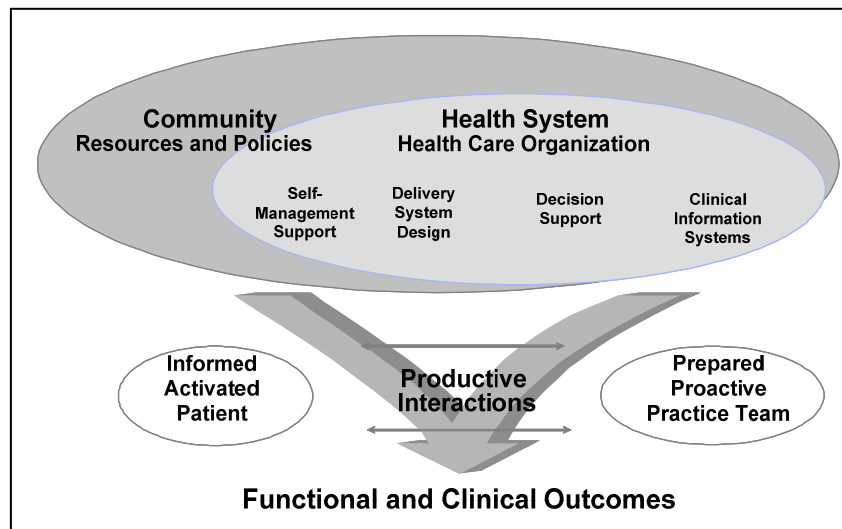 Community
Resources and Policies
Health System
Health Care Organization
Self-
Management
Support
Delivery
System
Design
Decision
Support
Clinical
Information
Systems
Informed
Activated
Patient
Productive
Interactions
Prepared
Proactive
Practice Team
Functional and Clinical Outcomes